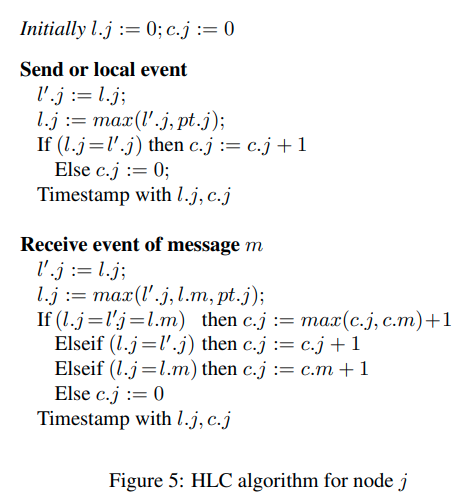 Initially l.j := 0; c.j := 0
Send or local event
l'.j := l.j;
l.j := max(l'.j, pt.j);
If (l.j=l'.j) then c.j := c.j + 1
Else c.j := 0;
Timestamp with l.j, c.j
Receive event of message m
l'.j := l.j;
l.j := max(l'.j, l.m, pt.j);
If (l.j=l'j=l.m) then c.j := max(c.j, c.m)+1
Elseif (l.j=l'.j) then c.j := c.j + 1
Elseif (l.j=l.m) then c.j := c.m + 1
Else c.j := 0
Timestamp with l.j, c.j
Figure 5: HLC algorithm for node j